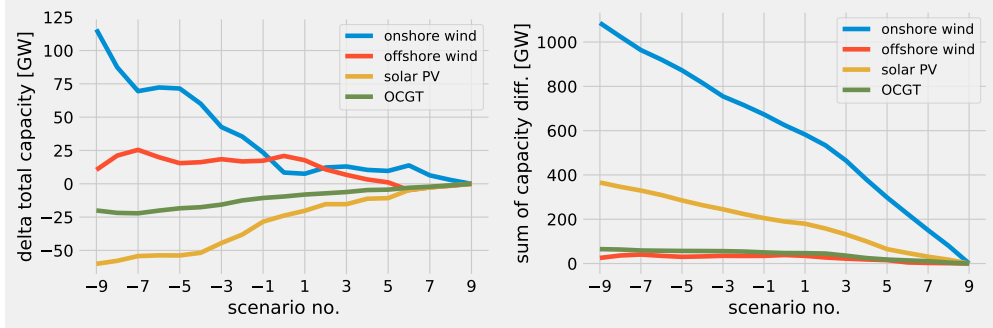 delta total capacity [GW]
125
100
75
50
25
0
−25
−50
onshore wind
offshore wind
solar PV
OCGT
−9 −7 −5 −3 −1 1 3 5 7 9
scenario no.
sum of capacity diff. [GW]
1000
800
600
400
200
0
onshore wind
offshore wind
solar PV
OCGT
−9 −7 −5 −3 −1 1 3 5 7 9
scenario no.